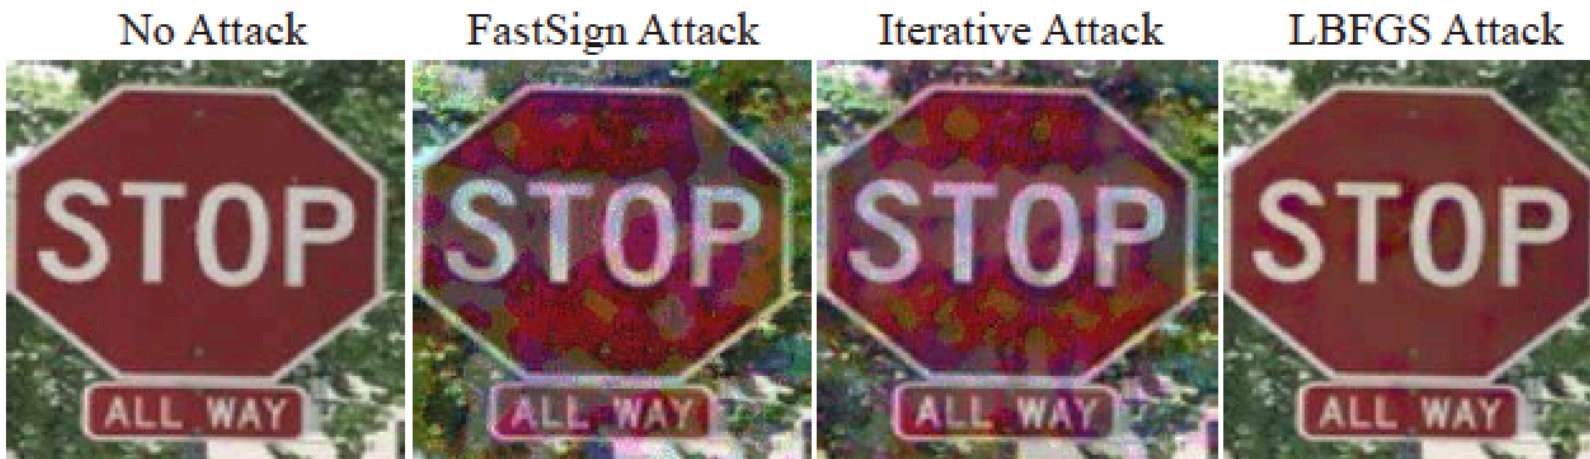 No Attack FastSign Attack Iterative Attack LBFGS Attack
STOP STOP STOP STOP
ALL WAY ALL WAY ALL WAY ALL WAY